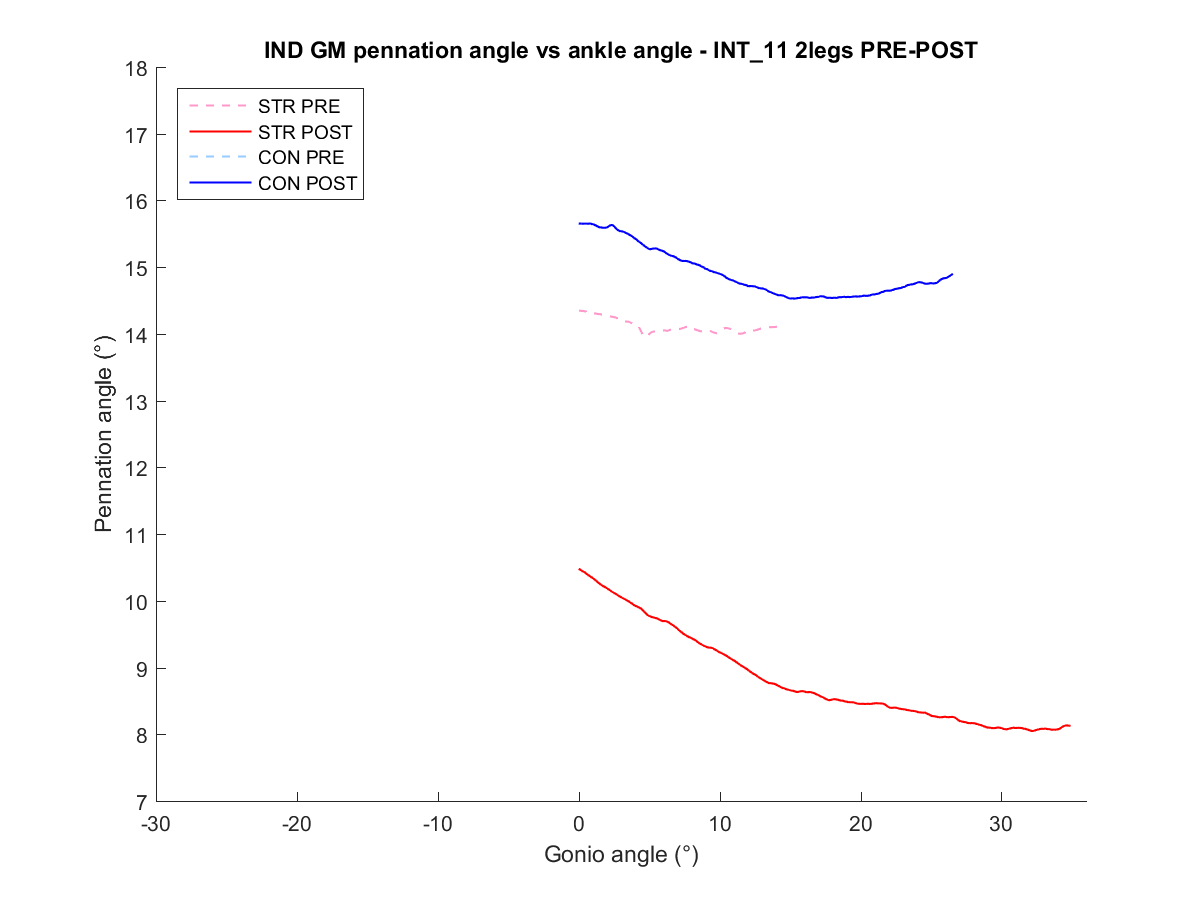 IND GM pennation angle vs ankle angle - INT_11 2legs PRE-POST
18
17
16
15
14
13
12
11
10
9
8
7
Pennation angle (°)
STR PRE
STR POST
CON PRE
CON POST
-30 -20 -10 0 10 20 30
Gonio angle (°)